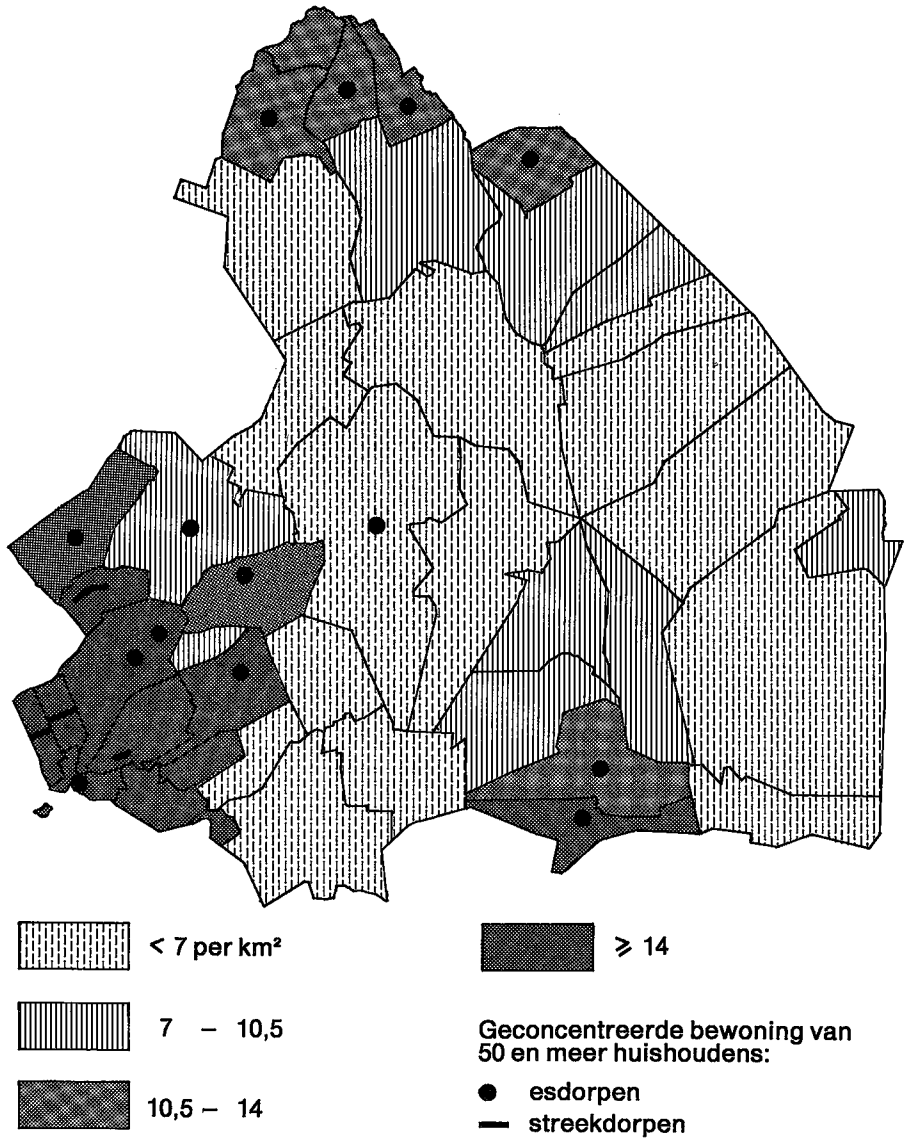 < 7 per km²
7 – 10,5
10,5 – 14
⩾ 14
Geconcentreerde bewoning van
50 en meer huishoudens:
esdorpen
streekdorpen